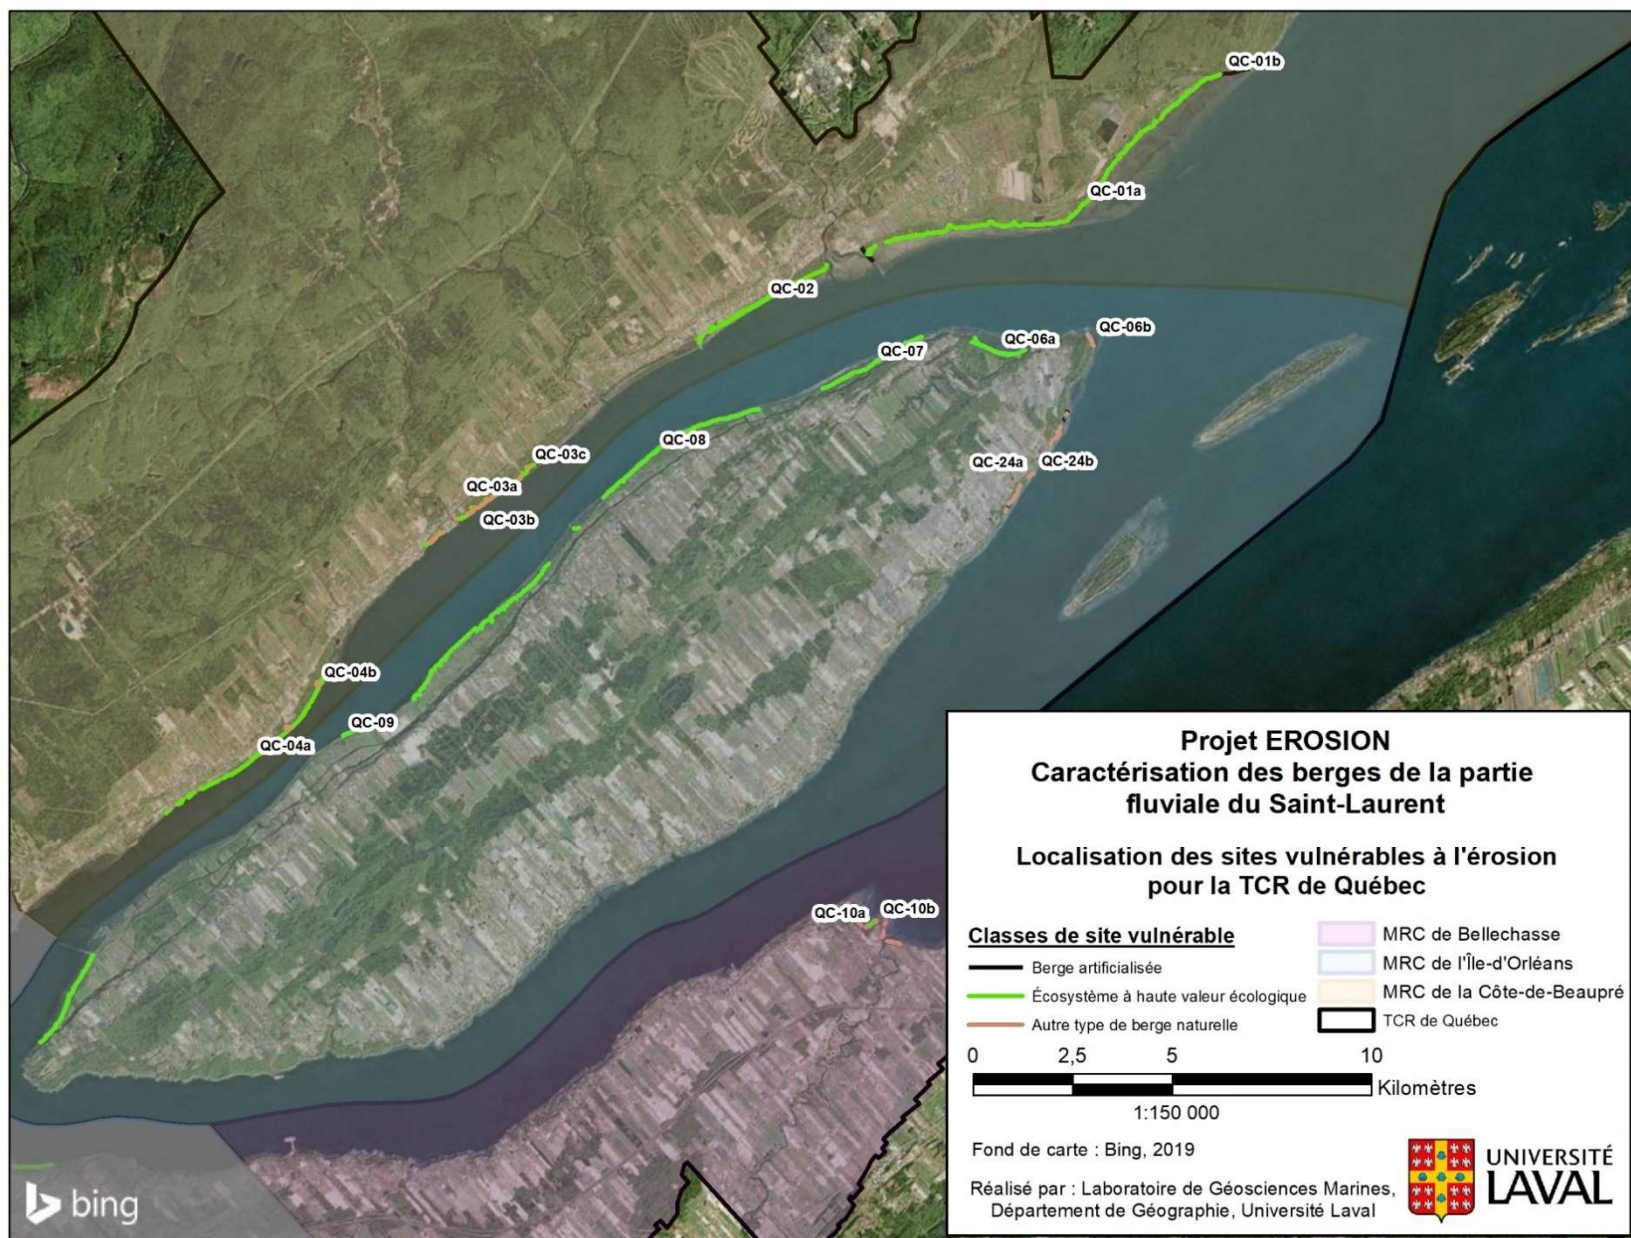 QC-01b
QC-01a
QC-02
QC-06b
QC-06a
QC-07
QC-08
QC-03c
QC-24a
QC-24b
QC-03a
QC-03b
QC-04b
QC-09
QC-04a
QC-10a
QC-10b
Projet EROSION
Caractérisation des berges de la partie
fluviale du Saint-Laurent
Localisation des sites vulnérables à l'érosion
pour la TCR de Québec
Classes de site vulnérable
Berge artificialisée
Écosystème à haute valeur écologique
Autre type de berge naturelle
MRC de Bellechasse
MRC de l'Île-d'Orléans
MRC de la Côte-de-Beaupré
TCR de Québec
0 2,5 5 10
Kilomètres
1:150 000
Fond de carte : Bing, 2019
Réalisé par : Laboratoire de Géosciences Marines,
Département de Géographie, Université Laval
UNIVERSITÉ
LAVAL
bing